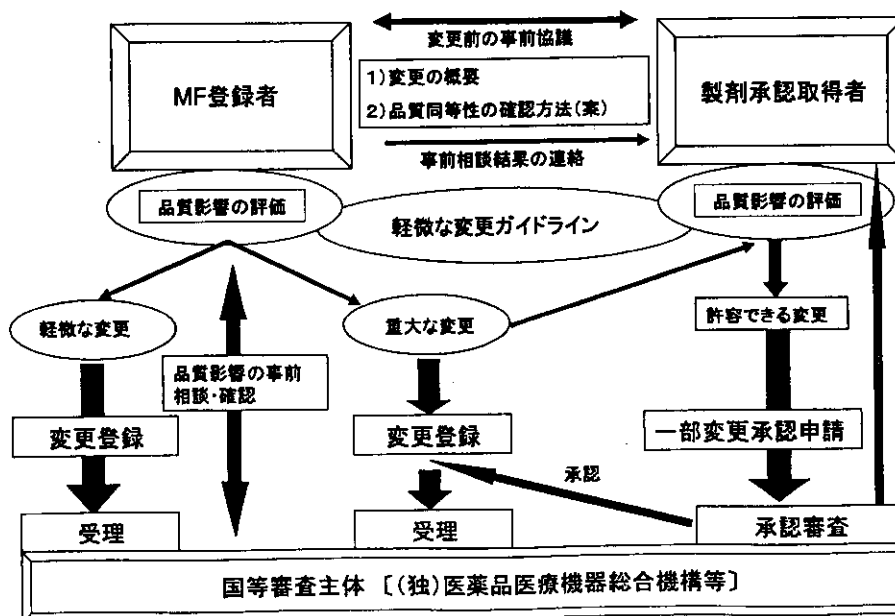 変更前の事前協議
MF登録者
1)変更の概要
2)品質同等性の確認方法(案)
製剤承認取得者
事前相談結果の連絡
品質影響の評価
軽微な変更ガイドライン
品質影響の評価
軽微な変更
重大な変更
許容できる変更
品質影響の事前
相談・確認
変更登録
変更登録
一部変更承認申請
承認
受理
受理
承認審査
国等審査主体 [(独)医薬品医療機器総合機構等]